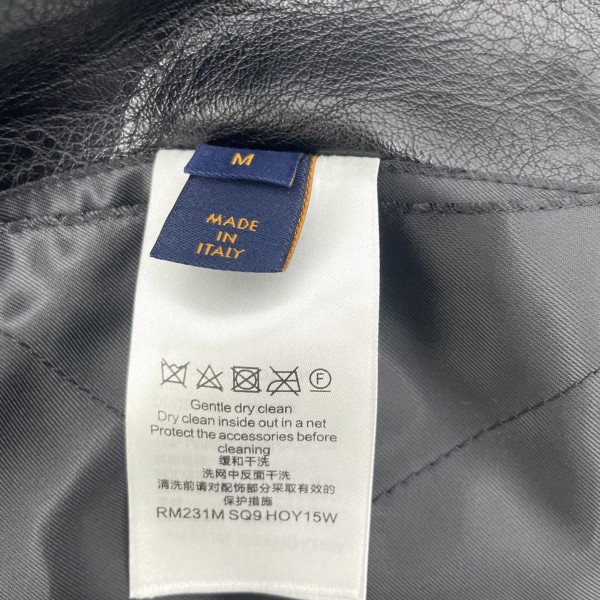 M
MADE
IN
ITALY
Gentle dry clean
Dry clean inside out in a net
Protect the accessories before
cleaning
缓和干洗
洗网中反面干洗
清洗前请对配饰部分采取有效的
保护措施
RM231M SQ9 HOY15W